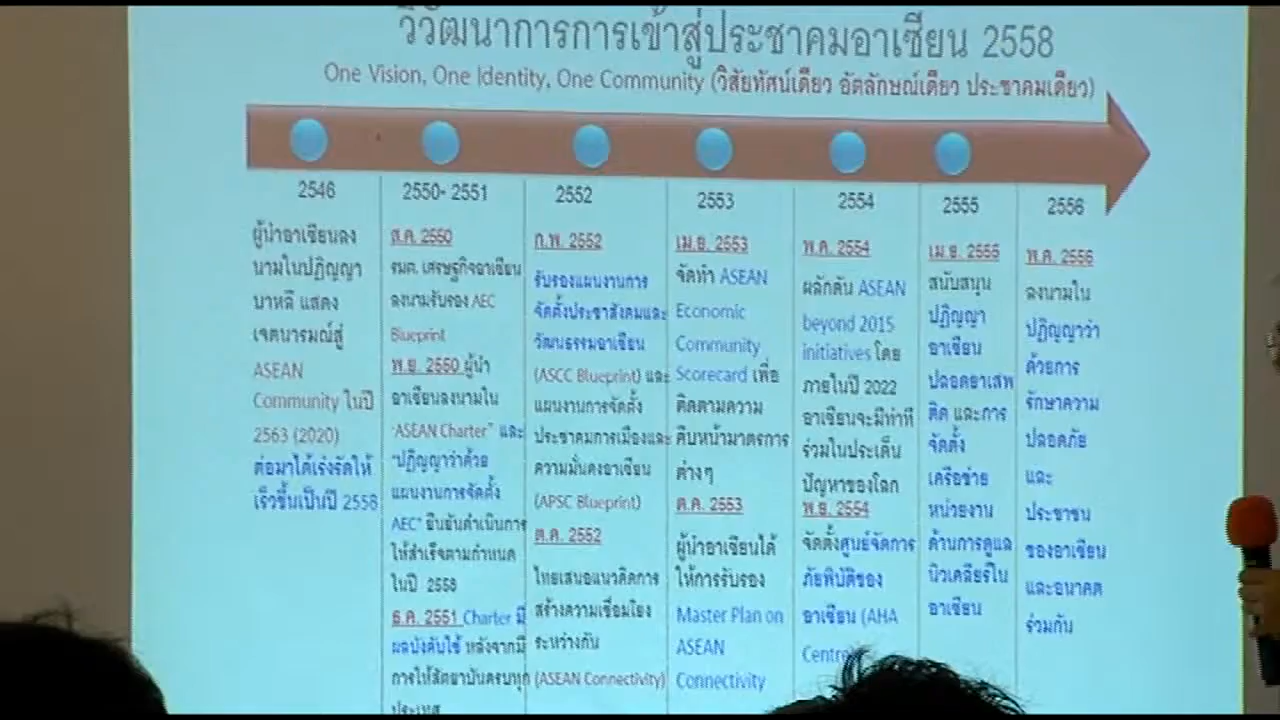 วิวัฒนาการการเข้าสู่ประชาคมอาเซียน 2558
One Vision, One Identity, One Community (วิสัยทัศน์เดียว อัตลักษณ์เดียว ประชาคมเดียว)
2546
ผู้นำอาเซียนลง
นามในปฏิญญา
บาหลี แสดง
เจตนารมณ์สู่
ASEAN
Community ในปี
2563 (2020)
ต่อมาได้เร่งรัดให้
เร็วขึ้นเป็นปี 2558
2550- 2551
ส.ค. 2550
รมต. เศรษฐกิจอาเซียน
ลงนามรับรอง AEC
Blueprint
พ.ย. 2550 ผู้นำ
อาเซียนลงนามใน
"ASEAN Charter" และ
"ปฏิญญาว่าด้วย
แผนงานการจัดตั้ง
AEC" ยืนยันดำเนินการ
ให้สำเร็จตามกำหนด
ในปี 2558
ธ.ค. 2551 Charter มี
ผลบังคับใช้ หลังจากมี
การให้สัตยาบันครบทุก
ประเทศ
2552
ก.พ. 2552
รับรองแผนงานการ
จัดตั้งประชาสังคมและ
วัฒนธรรมอาเซียน
(ASCC Blueprint) และ
แผนงานการจัดตั้ง
ประชาคมการเมืองและ
ความมั่นคงอาเซียน
(APSC Blueprint)
ต.ค. 2552
ไทยเสนอแนวคิดการ
สร้างความเชื่อมโยง
ระหว่างกัน
(ASEAN Connectivity)
2553
เม.ย. 2553
จัดทำ ASEAN
Economic
Community
Scorecard เพื่อ
ติดตามความ
คืบหน้ามาตรการ
ต่างๆ
ต.ค. 2553
ผู้นำอาเซียนได้
ให้การรับรอง
Master Plan on
ASEAN
Connectivity
2554
พ.ค. 2554
ผลักดัน ASEAN
beyond 2015
initiatives โดย
ภายในปี 2022
อาเซียนจะมีท่าที
ร่วมในประเด็น
ปัญหาของโลก
พ.ย. 2554
จัดตั้งศูนย์จัดการ
ภัยพิบัติของ
อาเซียน (AHA
Centre
2555
เม.ย. 2555
สนับสนุน
ปฏิญญา
อาเซียน
ปลอดยาเสพ
ติด และการ
จัดตั้ง
เครือข่าย
หน่วยงาน
ด้านการดูแล
นิวเคลียร์ใน
อาเซียน
2556
พ.ค. 2556
ลงนามใน
ปฏิญญาว่า
ด้วยการ
รักษาความ
ปลอดภัย
และ
ประชาชน
ของอาเซียน
และอนาคต
ร่วมกัน